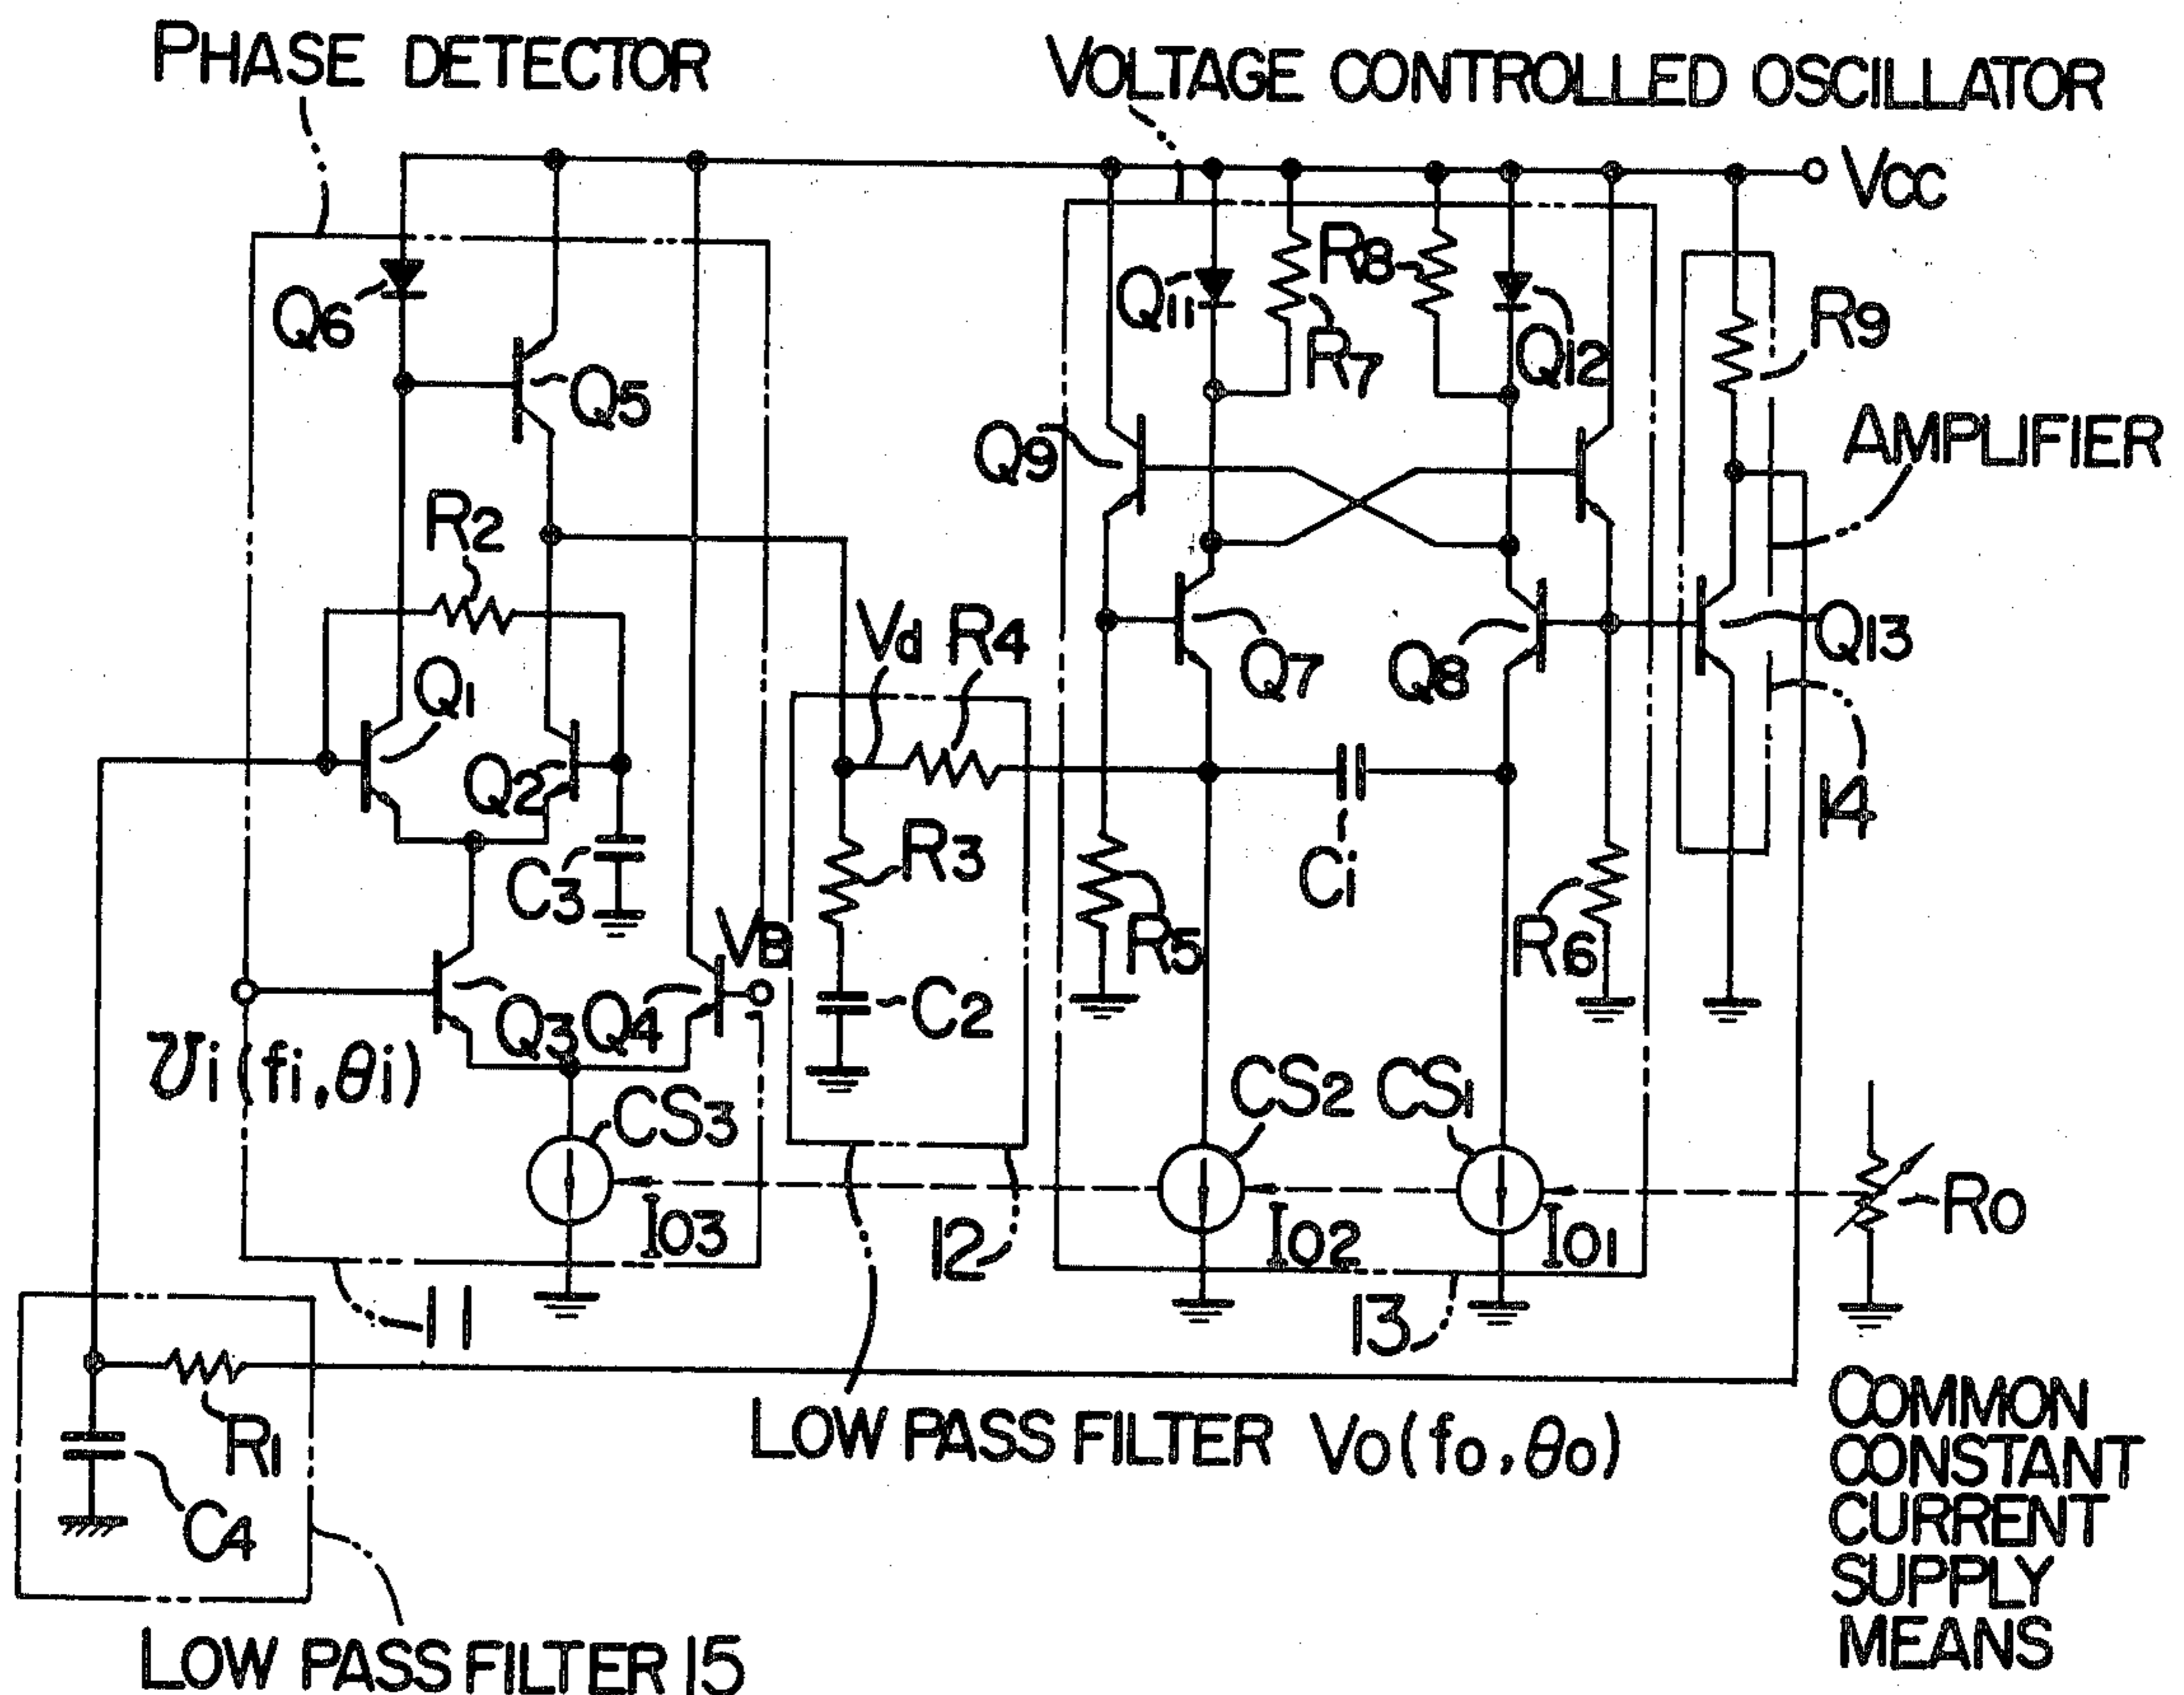 PHASE DETECTOR
VOLTAGE CONTROLLED OSCILLATOR
VCC
Q6
Q5
Q11
R7
R8
Q12
R9
Q9
AMPLIFIER
R2
Q1
Q2
Vd
R4
Q7
Q8
Q13
14
C3
R3
Ci
VB
R5
R6
C2
Q3
Q4
vi(fi,θi)
CS3
CS2
CS1
I03
12
I02
I01
R0
11
13
R1
LOW PASS FILTER
Vo(fo,θo)
C4
COMMON
CONSTANT
CURRENT
SUPPLY
MEANS
LOW PASS FILTER 15